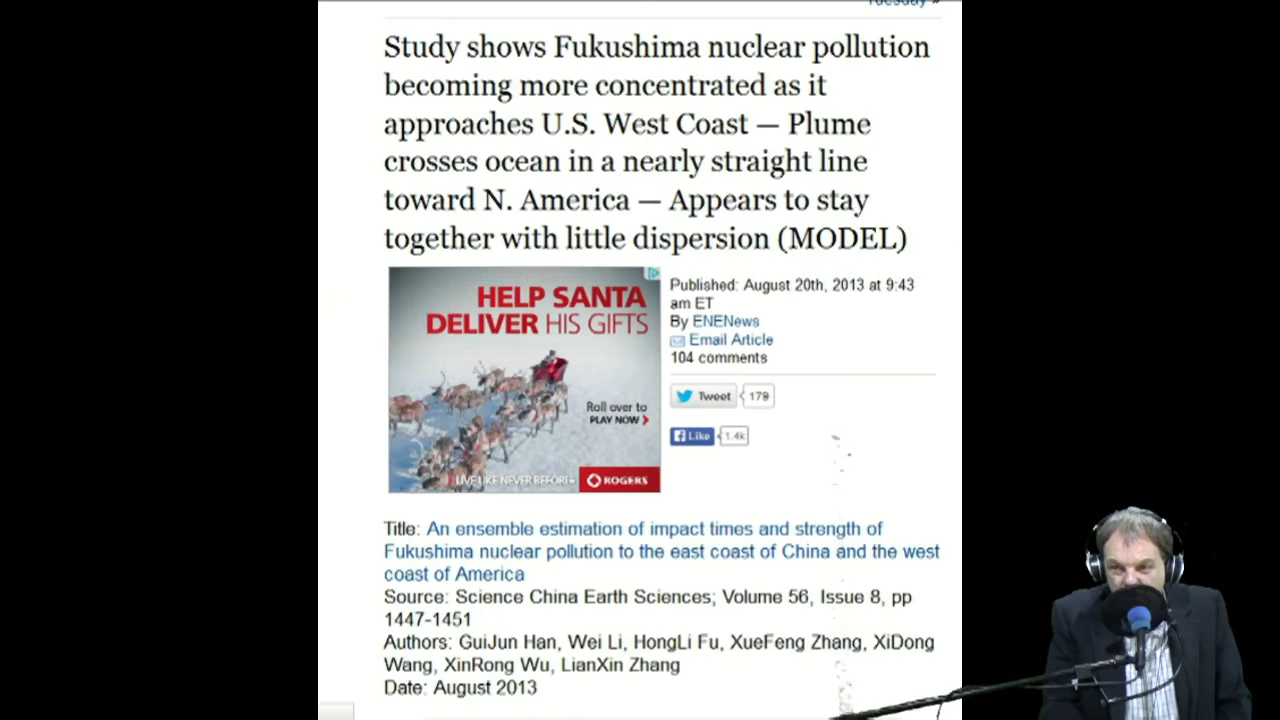 Tuesday »
Study shows Fukushima nuclear pollution
becoming more concentrated as it
approaches U.S. West Coast — Plume
crosses ocean in a nearly straight line
toward N. America — Appears to stay
together with little dispersion (MODEL)
HELP SANTA
DELIVER HIS GIFTS
Roll over to
PLAY NOW
LIVE LIKE NEVER BEFORE
ROGERS
Published: August 20th, 2013 at 9:43
am ET
By ENENews
Email Article
104 comments
Tweet 179
Like 1.4k
Title: An ensemble estimation of impact times and strength of
Fukushima nuclear pollution to the east coast of China and the west
coast of America
Source: Science China Earth Sciences; Volume 56, Issue 8, pp
1447-1451
Authors: GuiJun Han, Wei Li, HongLi Fu, XueFeng Zhang, XiDong
Wang, XinRong Wu, LianXin Zhang
Date: August 2013